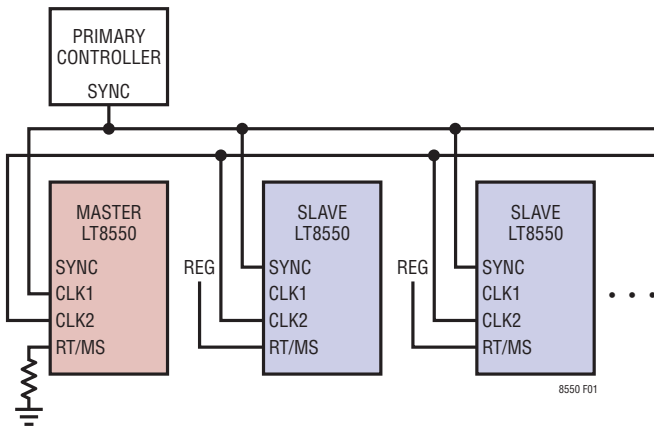 PRIMARY
CONTROLLER
SYNC
MASTER
LT8550
SYNC
CLK1
CLK2
RT/MS
REG
SLAVE
LT8550
SYNC
CLK1
CLK2
RT/MS
REG
SLAVE
LT8550
SYNC
CLK1
CLK2
RT/MS
8550 F01